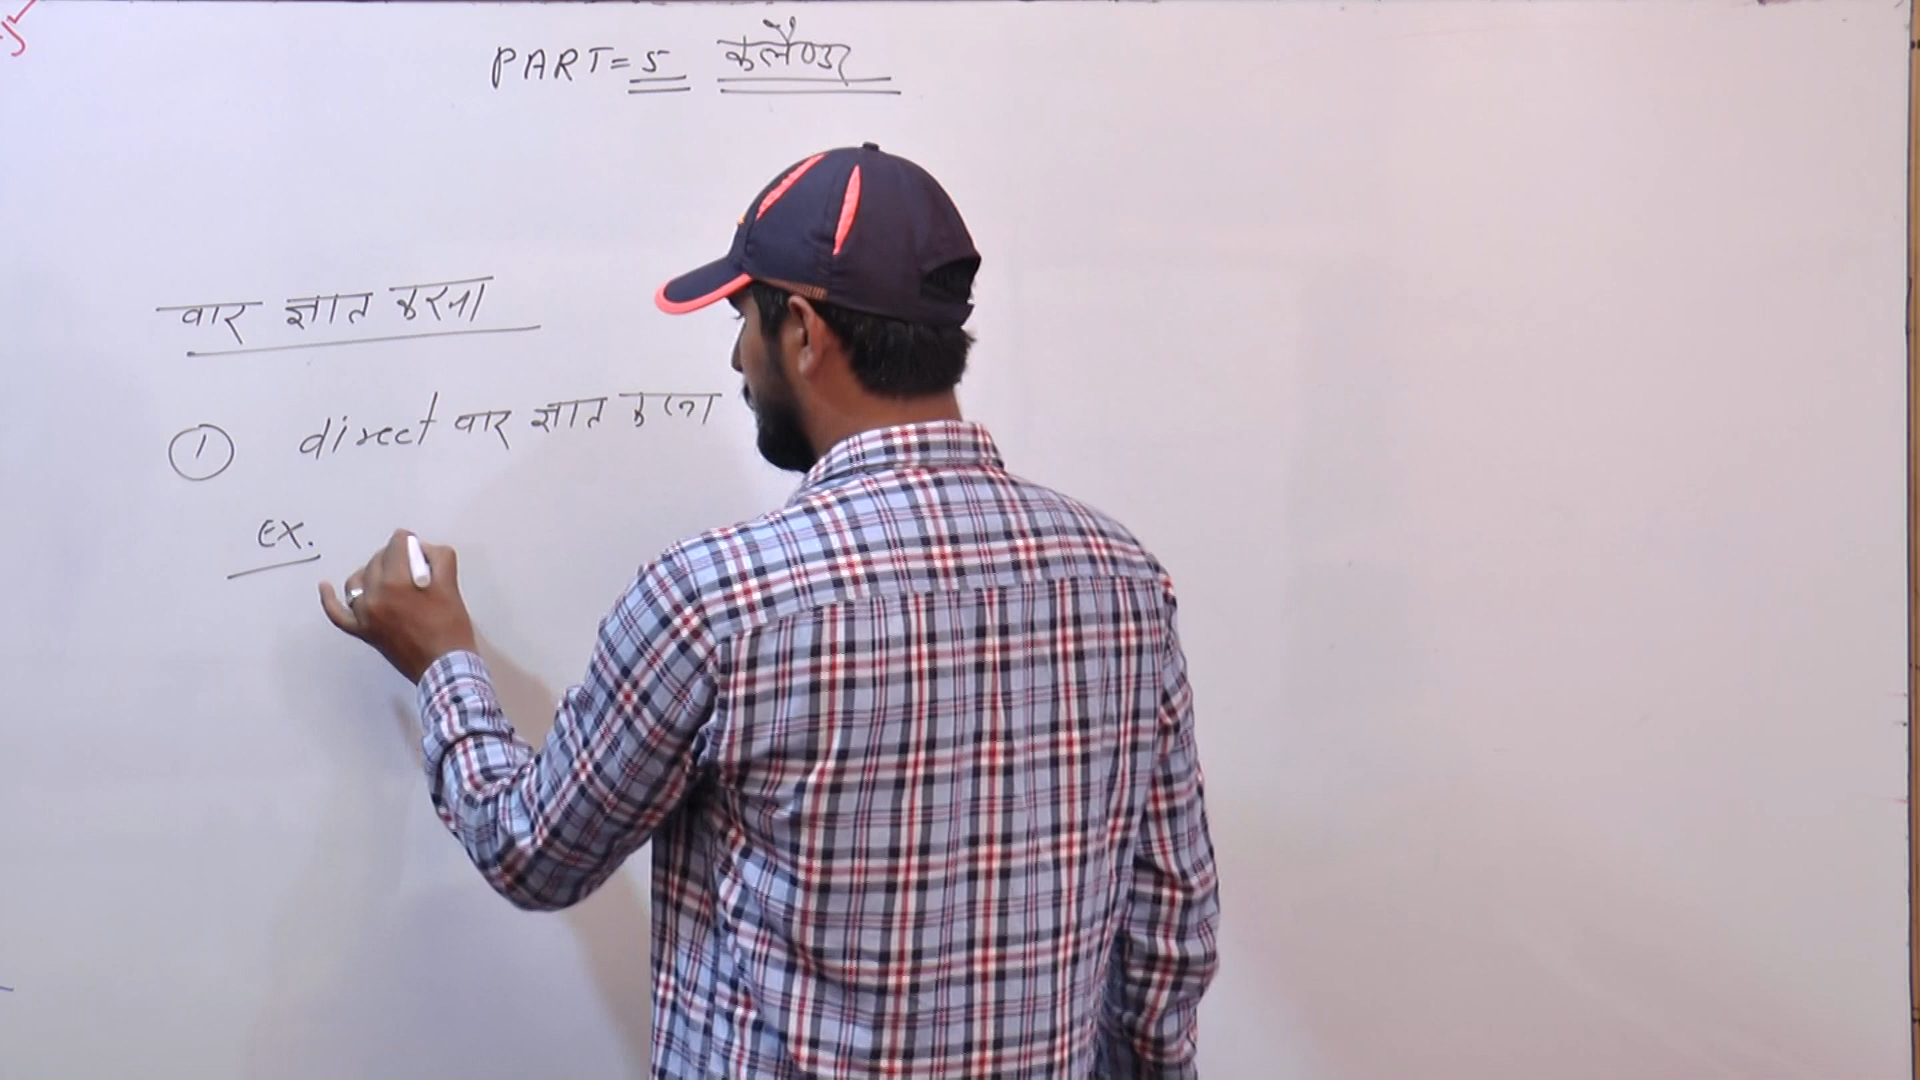 PART = 5 कलैण्डर
वार ज्ञात करना
① direct वार ज्ञात करना
EX.